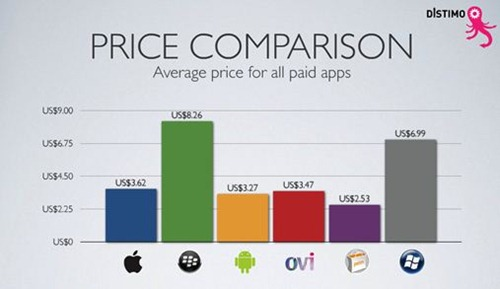 DISTIMO
PRICE COMPARISON
Average price for all paid apps
US$9.00
US$6.75
US$4.50
US$2.25
US$0
US$3.62
US$8.26
US$3.27
US$3.47
US$2.53
US$6.99
ovi